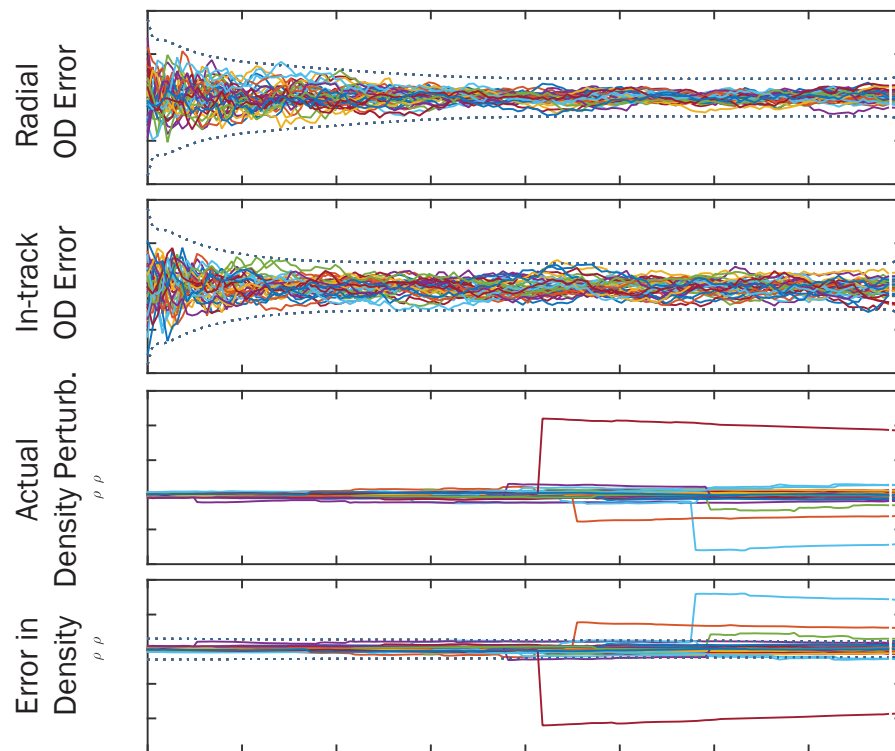 Radial
OD Error
In-track
OD Error
Actual
Density Perturb.
ρ ρ
Error in
Density
ρ ρ